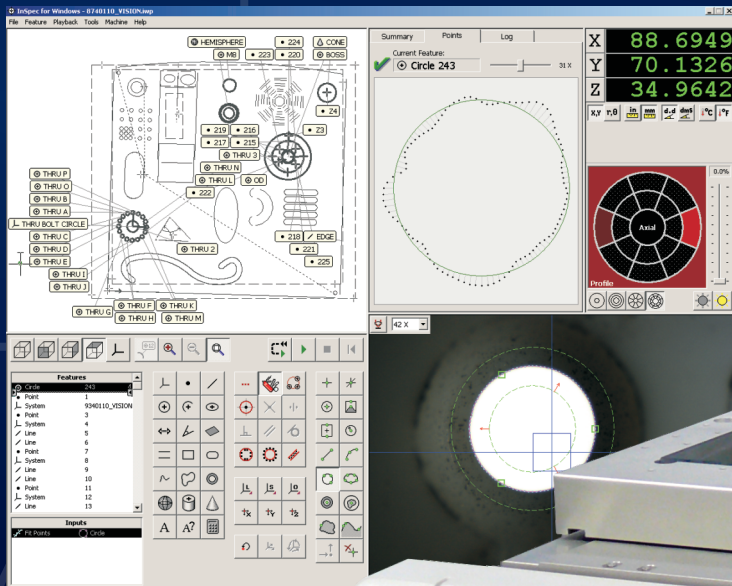 InSpec for Windows - 8740110_VISION.iwp
File Feature Playback Tools Machine Help
HEMISPHERE
224
CONE
M8
223
220
BOSS
Z4
219
216
Z3
217
215
THRU 3
THRU N
THRU L
OD
222
THRU P
THRU O
THRU B
THRU A
THRU BOLT CIRCLE
THRU C
THRU D
THRU E
THRU I
THRU J
THRU 2
218
EDGE
221
225
THRU F
THRU K
THRU G
THRU H
THRU M
Summary Points Log
Current Feature:
Circle 243
31 X
X 88.6949
Y 70.1326
Z 34.9642
X,Y r,θ in mm d.d dms °C °F
0.0%
Axial
Profile
42 X
Features
Circle 243
Point 1
System 9340110_VISION
Point 3
System 4
Line 5
Line 6
Point 7
System 8
Line 9
Line 10
Point 11
System 12
Line 13
Inputs
Fit Points Circle
L S D
X Y Z
A A?